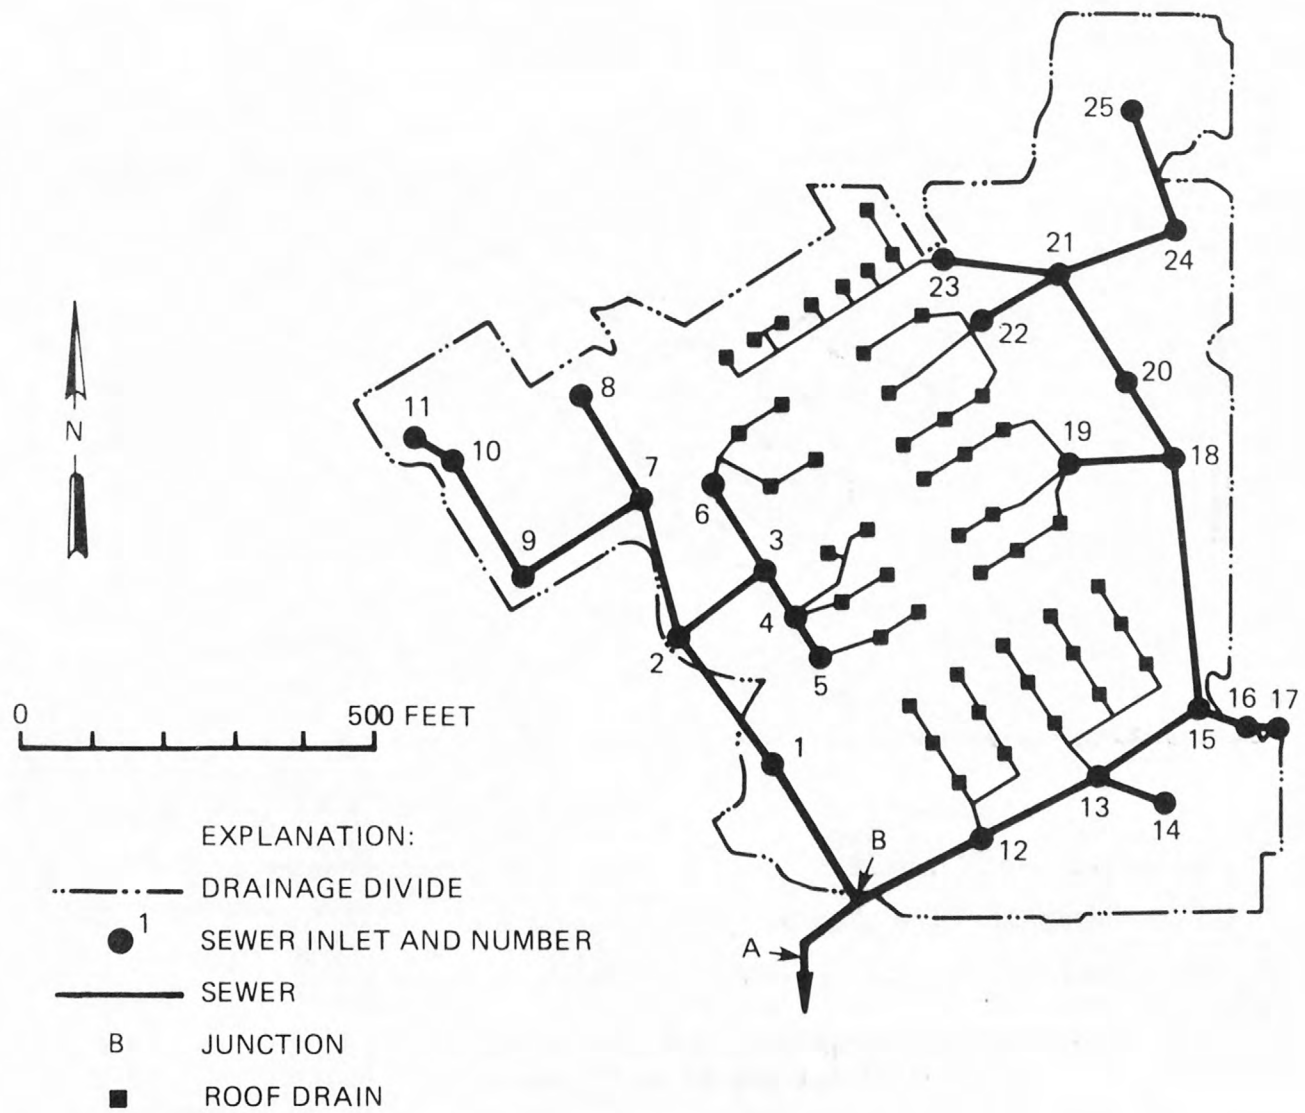 25
21
24
23
22
20
8
11
10
19
18
N
7
6
9
3
4
2
5
16
17
15
0
500 FEET
1
13
14
B
12
EXPLANATION:
DRAINAGE DIVIDE
A
1
SEWER INLET AND NUMBER
SEWER
B JUNCTION
ROOF DRAIN